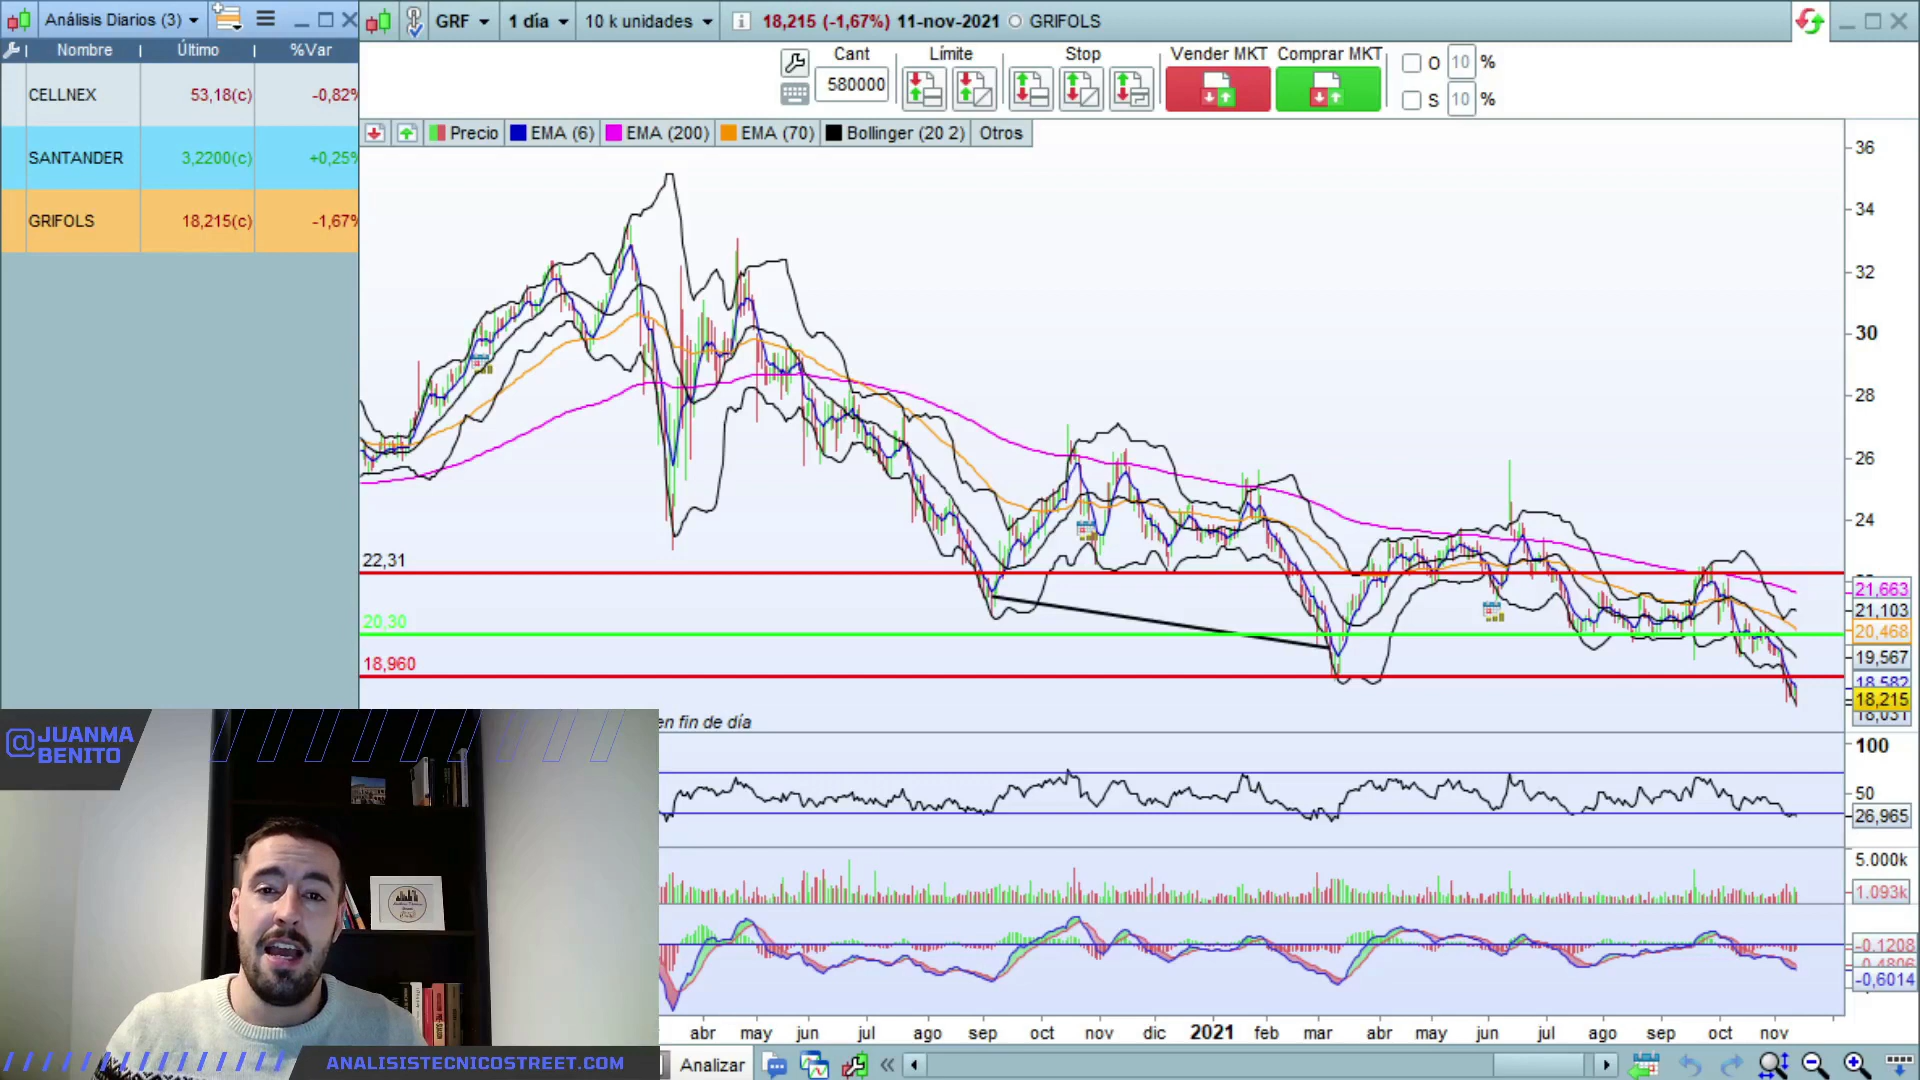 Análisis Diarios (3)
Nombre Último %Var
CELLNEX 53,18(c) -0,82%
SANTANDER 3,2200(c) +0,25%
GRIFOLS 18,215(c) -1,67%
GRF 1 día 10 k unidades 18,215 (-1,67%) 11-nov-2021 GRIFOLS
Cant Límite Stop Vender MKT Comprar MKT
580000
O 10 %
S 10 %
Precio EMA (6) EMA (200) EMA (70) Bollinger (20 2) Otros
36
34
32
30
28
26
24
22,31
20,30
18,960
21,663
21,103
20,468
19,567
18,582
18,215
18,031
en fin de día
100
50
26,965
5.000k
1.093k
-0,1208
-0,4806
-0,6014
abr may jun jul ago sep oct nov dic 2021 feb mar abr may jun jul ago sep oct nov
Analizar
@JUANMA
BENITO
ANALISISTECNICOSTREET.COM